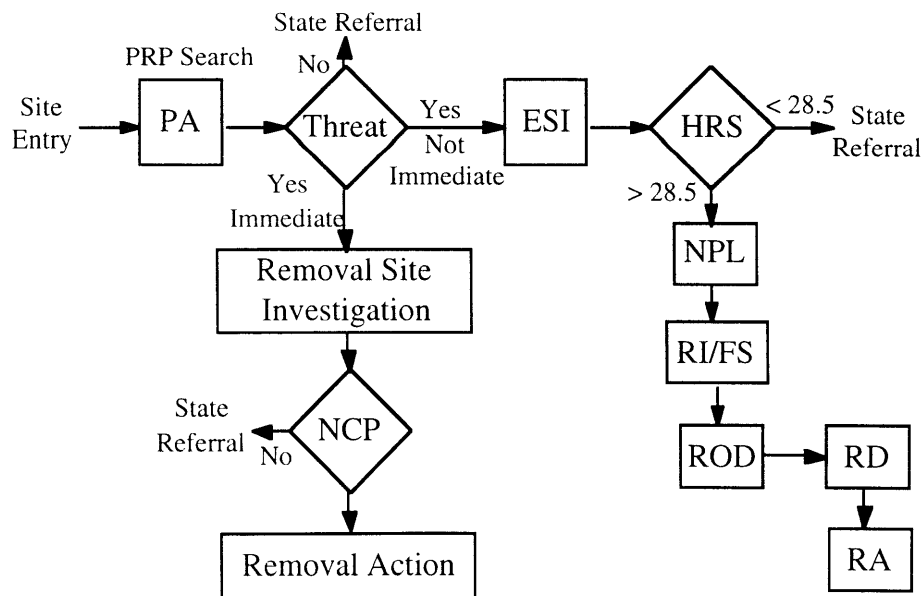 State Referral
PRP Search
No
Site
Entry
PA
Threat
Yes
Not
Immediate
ESI
HRS
< 28.5
State
Referral
Yes
Immediate
> 28.5
Removal Site
Investigation
NPL
RI/FS
State
Referral
No
NCP
ROD
RD
Removal Action
RA